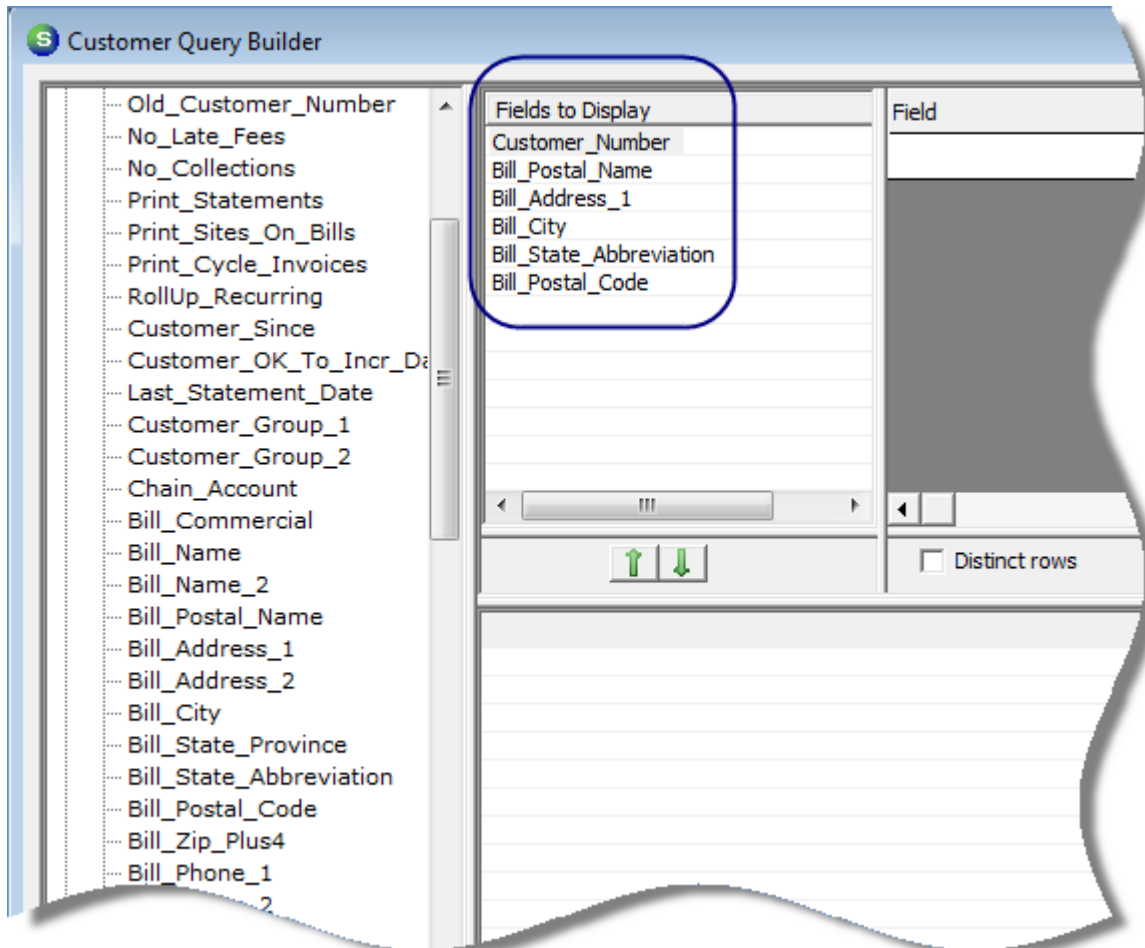 S Customer Query Builder
Old_Customer_Number
No_Late_Fees
No_Collections
Print_Statements
Print_Sites_On_Bills
Print_Cycle_Invoices
RollUp_Recurring
Customer_Since
Customer_OK_To_Incr_Da
Last_Statement_Date
Customer_Group_1
Customer_Group_2
Chain_Account
Bill_Commercial
Bill_Name
Bill_Name_2
Bill_Postal_Name
Bill_Address_1
Bill_Address_2
Bill_City
Bill_State_Province
Bill_State_Abbreviation
Bill_Postal_Code
Bill_Zip_Plus4
Bill_Phone_1
2
Fields to Display
Customer_Number
Bill_Postal_Name
Bill_Address_1
Bill_City
Bill_State_Abbreviation
Bill_Postal_Code
Field
Distinct rows